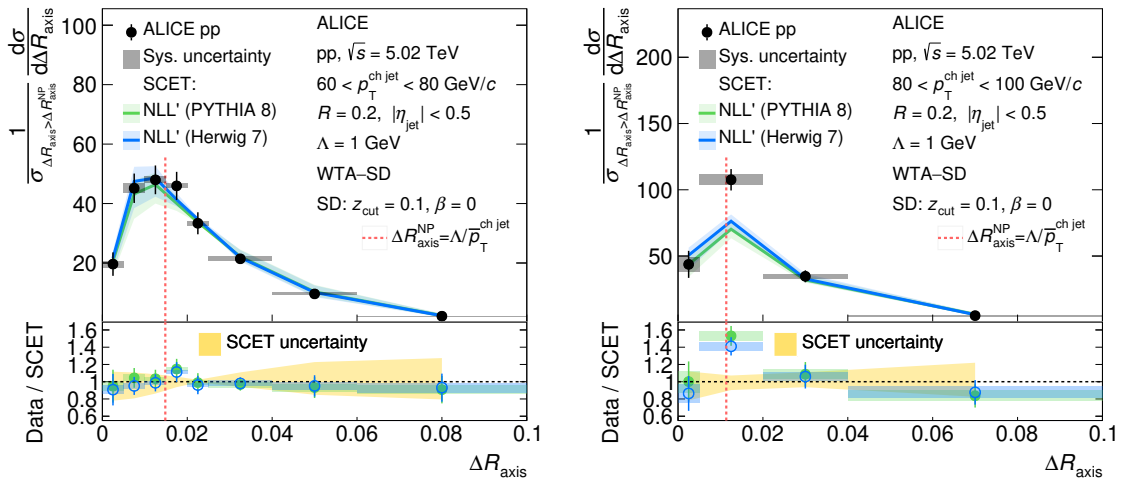 1/σ_{ΔR_axis>ΔR_axis^NP} dσ/dΔR_axis
100
80
60
40
20
ALICE pp
Sys. uncertainty
SCET:
NLL' (PYTHIA 8)
NLL' (Herwig 7)
ALICE
pp, √s = 5.02 TeV
60 < p_T^{ch jet} < 80 GeV/c
R = 0.2, |η_jet| < 0.5
Λ = 1 GeV
WTA–SD
SD: z_cut = 0.1, β = 0
ΔR_axis^NP=Λ/p̅_T^{ch jet}
Data / SCET
1.6
1.4
1.2
1
0.8
0.6
SCET uncertainty
0 0.02 0.04 0.06 0.08 0.1
ΔR_axis
1/σ_{ΔR_axis>ΔR_axis^NP} dσ/dΔR_axis
200
150
100
50
ALICE pp
Sys. uncertainty
SCET:
NLL' (PYTHIA 8)
NLL' (Herwig 7)
ALICE
pp, √s = 5.02 TeV
80 < p_T^{ch jet} < 100 GeV/c
R = 0.2, |η_jet| < 0.5
Λ = 1 GeV
WTA–SD
SD: z_cut = 0.1, β = 0
ΔR_axis^NP=Λ/p̅_T^{ch jet}
Data / SCET
1.6
1.4
1.2
1
0.8
0.6
SCET uncertainty
0 0.02 0.04 0.06 0.08 0.1
ΔR_axis